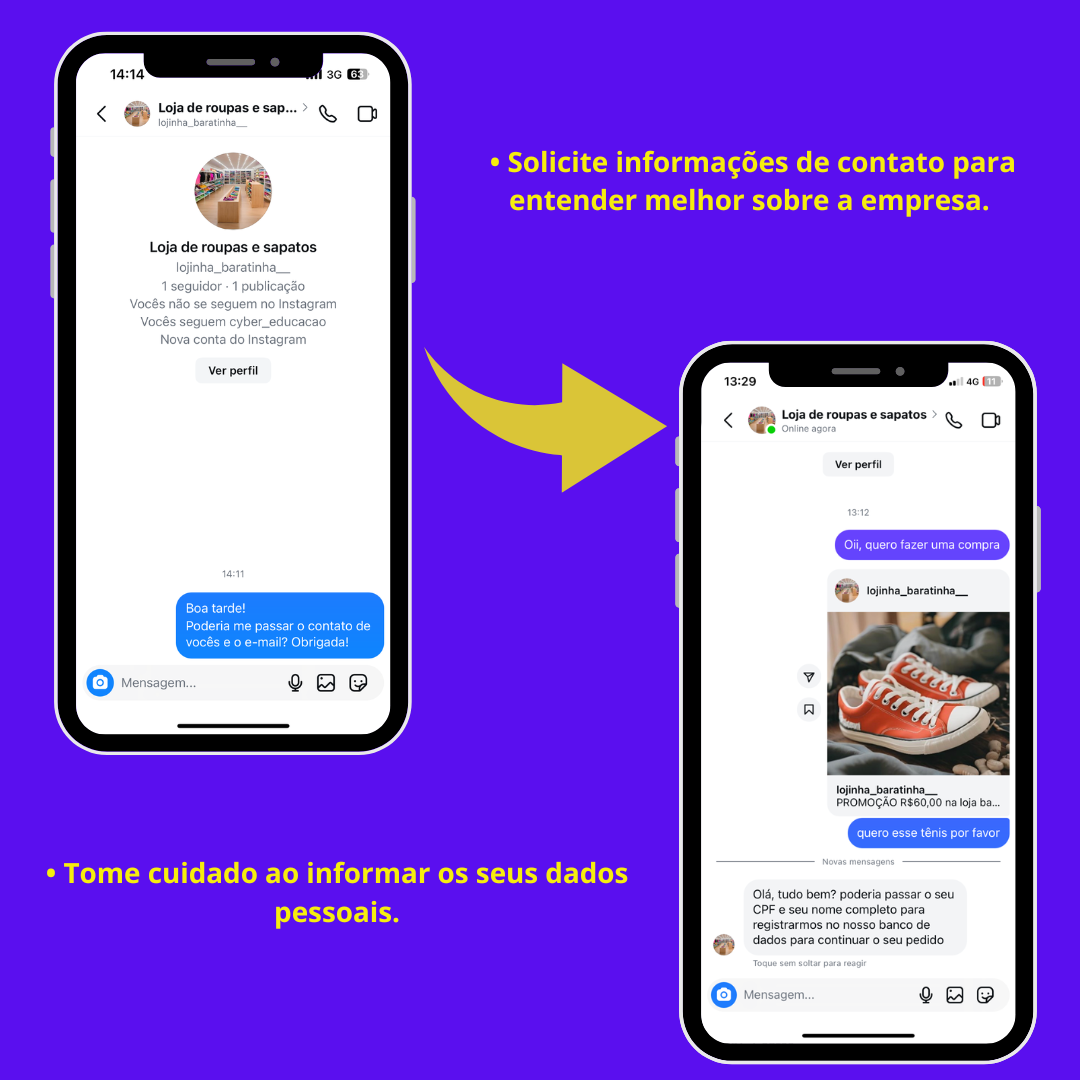 14:14
3G
63
Loja de roupas e sap...
lojinha_baratinha__
Loja de roupas e sapatos
lojinha_baratinha__
1 seguidor · 1 publicação
Vocês não se seguem no Instagram
Vocês seguem cyber_educacao
Nova conta do Instagram
Ver perfil
14:11
Boa tarde!
Poderia me passar o contato de
vocês e o e-mail? Obrigada!
Mensagem...
• Solicite informações de contato para
entender melhor sobre a empresa.
13:29
4G
11
Loja de roupas e sapatos
Online agora
Ver perfil
13:12
Oii, quero fazer uma compra
lojinha_baratinha__
lojinha_baratinha__
PROMOÇÃO R$60,00 na loja ba...
quero esse tênis por favor
Novas mensagens
Olá, tudo bem? poderia passar o seu
CPF e seu nome completo para
registrarmos no nosso banco de
dados para continuar o seu pedido
Toque sem soltar para reagir
Mensagem...
• Tome cuidado ao informar os seus dados
pessoais.